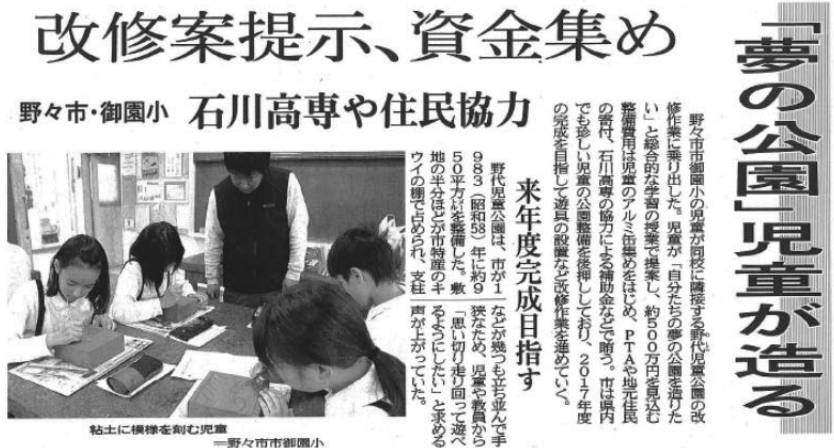 「夢の公園」児童が造る
改修案提示、資金集め
野々市・御園小 石川高専や住民協力
野々市市御園小の児童が同校に隣接する野代児童公園の改
修作業に乗り出した。児童が「自分たちの夢の公園を造りた
い」と総合的な学習の授業で提案し、約500万円を見込む
整備費用は児童のアルミ缶集めをはじめ、PTAや地元住民
の寄付、石川高専の協力による補助金などで賄う。市は県内
でも珍しい児童の公園整備を後押ししており、2017年度
の完成を目指して遊具の設置など改修作業を進めていく。
来年度完成目指す
野代児童公園は、市が1
983(昭和58)年に約9
50平方㍍を整備した。敷
地の半分ほどが市特産のキ
ウイの棚で占められ、支柱
などが幾つも立ち並んで手
狭なため、児童や教員から
「思い切り走り回って遊べ
るようにしたい」と求める
声が上がっていた。
粘土に模様を刻む児童
=野々市市御園小